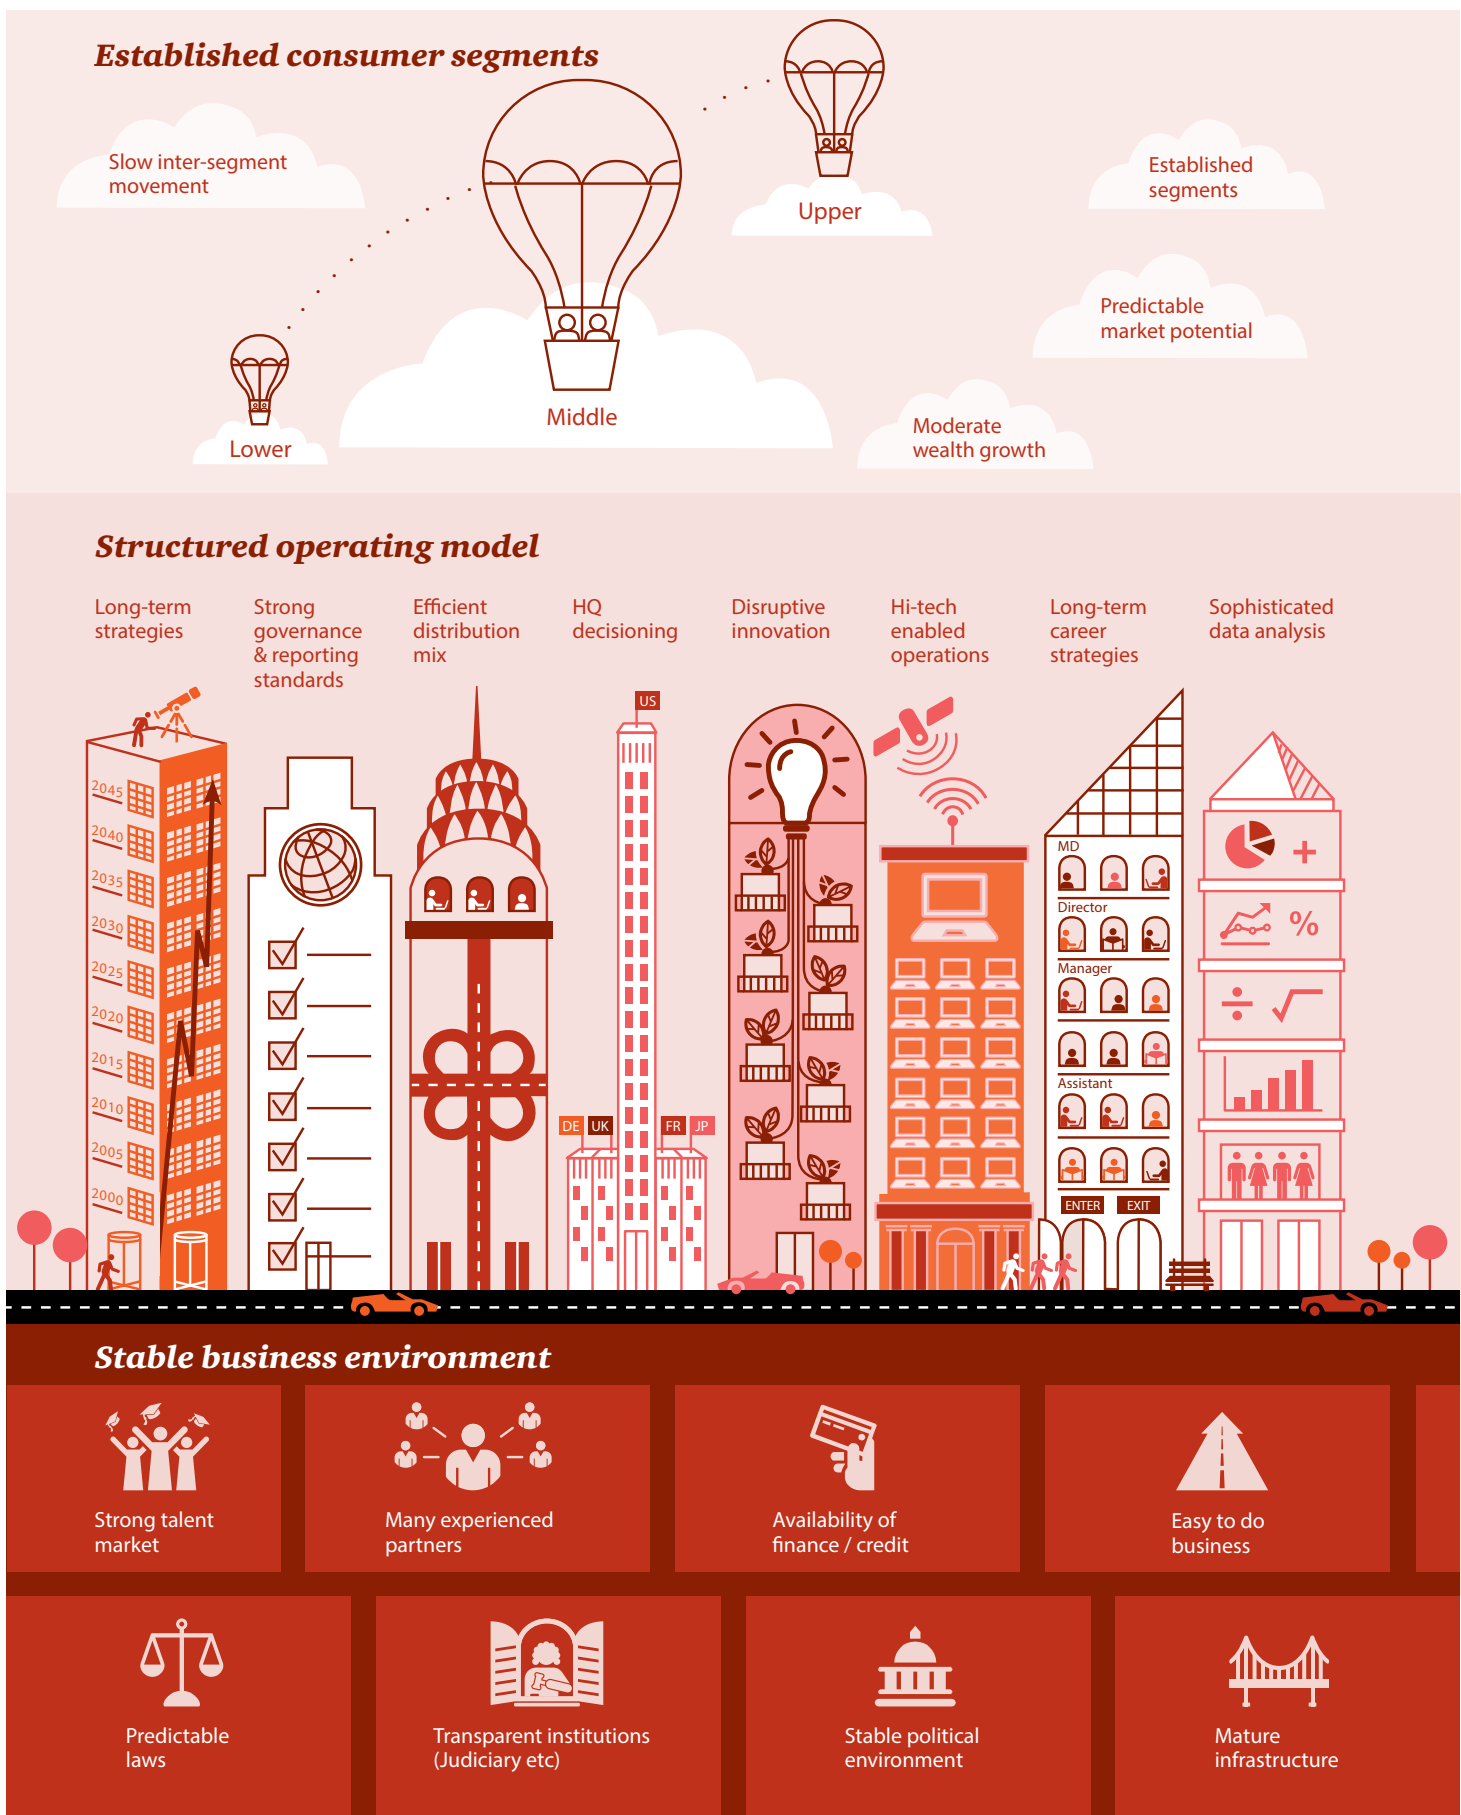 Established consumer segments
Slow inter-segment
movement
Established
segments
Upper
Predictable
market potential
Middle
Moderate
wealth growth
Lower
Structured operating model
Long-term
strategies
Strong
governance
& reporting
standards
Efficient
distribution
mix
HQ
decisioning
Disruptive
innovation
Hi-tech
enabled
operations
Long-term
career
strategies
Sophisticated
data analysis
2045
2040
2035
2030
2025
2020
2015
2010
2005
2000
US
DE
UK
FR
JP
MD
Director
Manager
Assistant
ENTER
EXIT
+
%
÷
√
Stable business environment
Strong talent
market
Many experienced
partners
Availability of
finance / credit
Easy to do
business
Predictable
laws
Transparent institutions
(Judiciary etc)
Stable political
environment
Mature
infrastructure